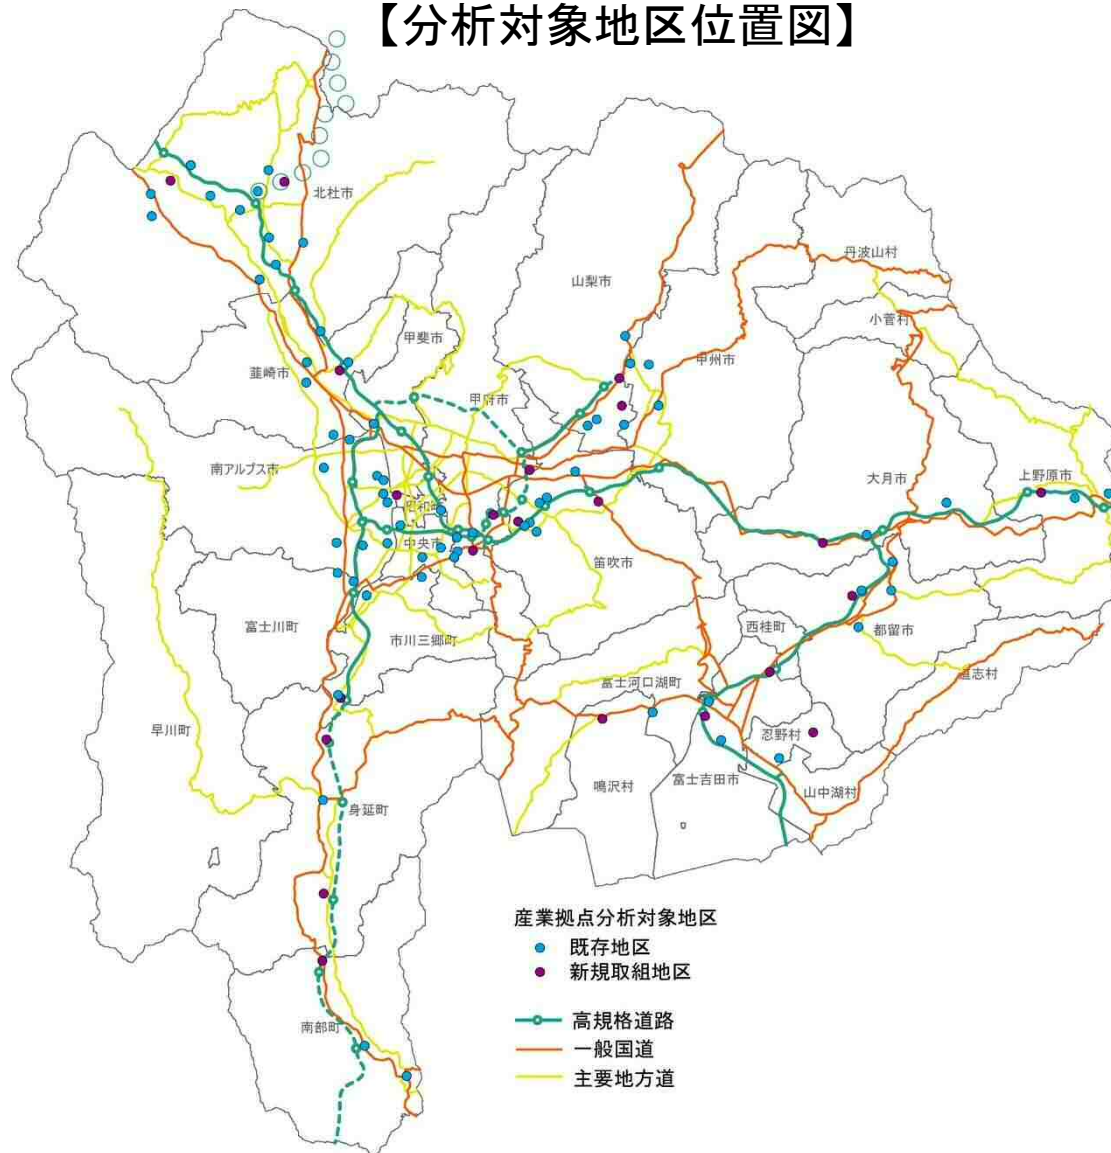 【分析対象地区位置図】
北杜市
丹波山村
山梨市
小菅村
甲斐市
甲州市
韮崎市
甲府市
南アルプス市
大月市
上野原市
昭和町
中央市
笛吹市
富士川町
市川三郷町
西桂町
都留市
道志村
富士河口湖町
早川町
忍野村
鳴沢村
富士吉田市
山中湖村
身延町
南部町
産業拠点分析対象地区
既存地区
新規取組地区
高規格道路
一般国道
主要地方道